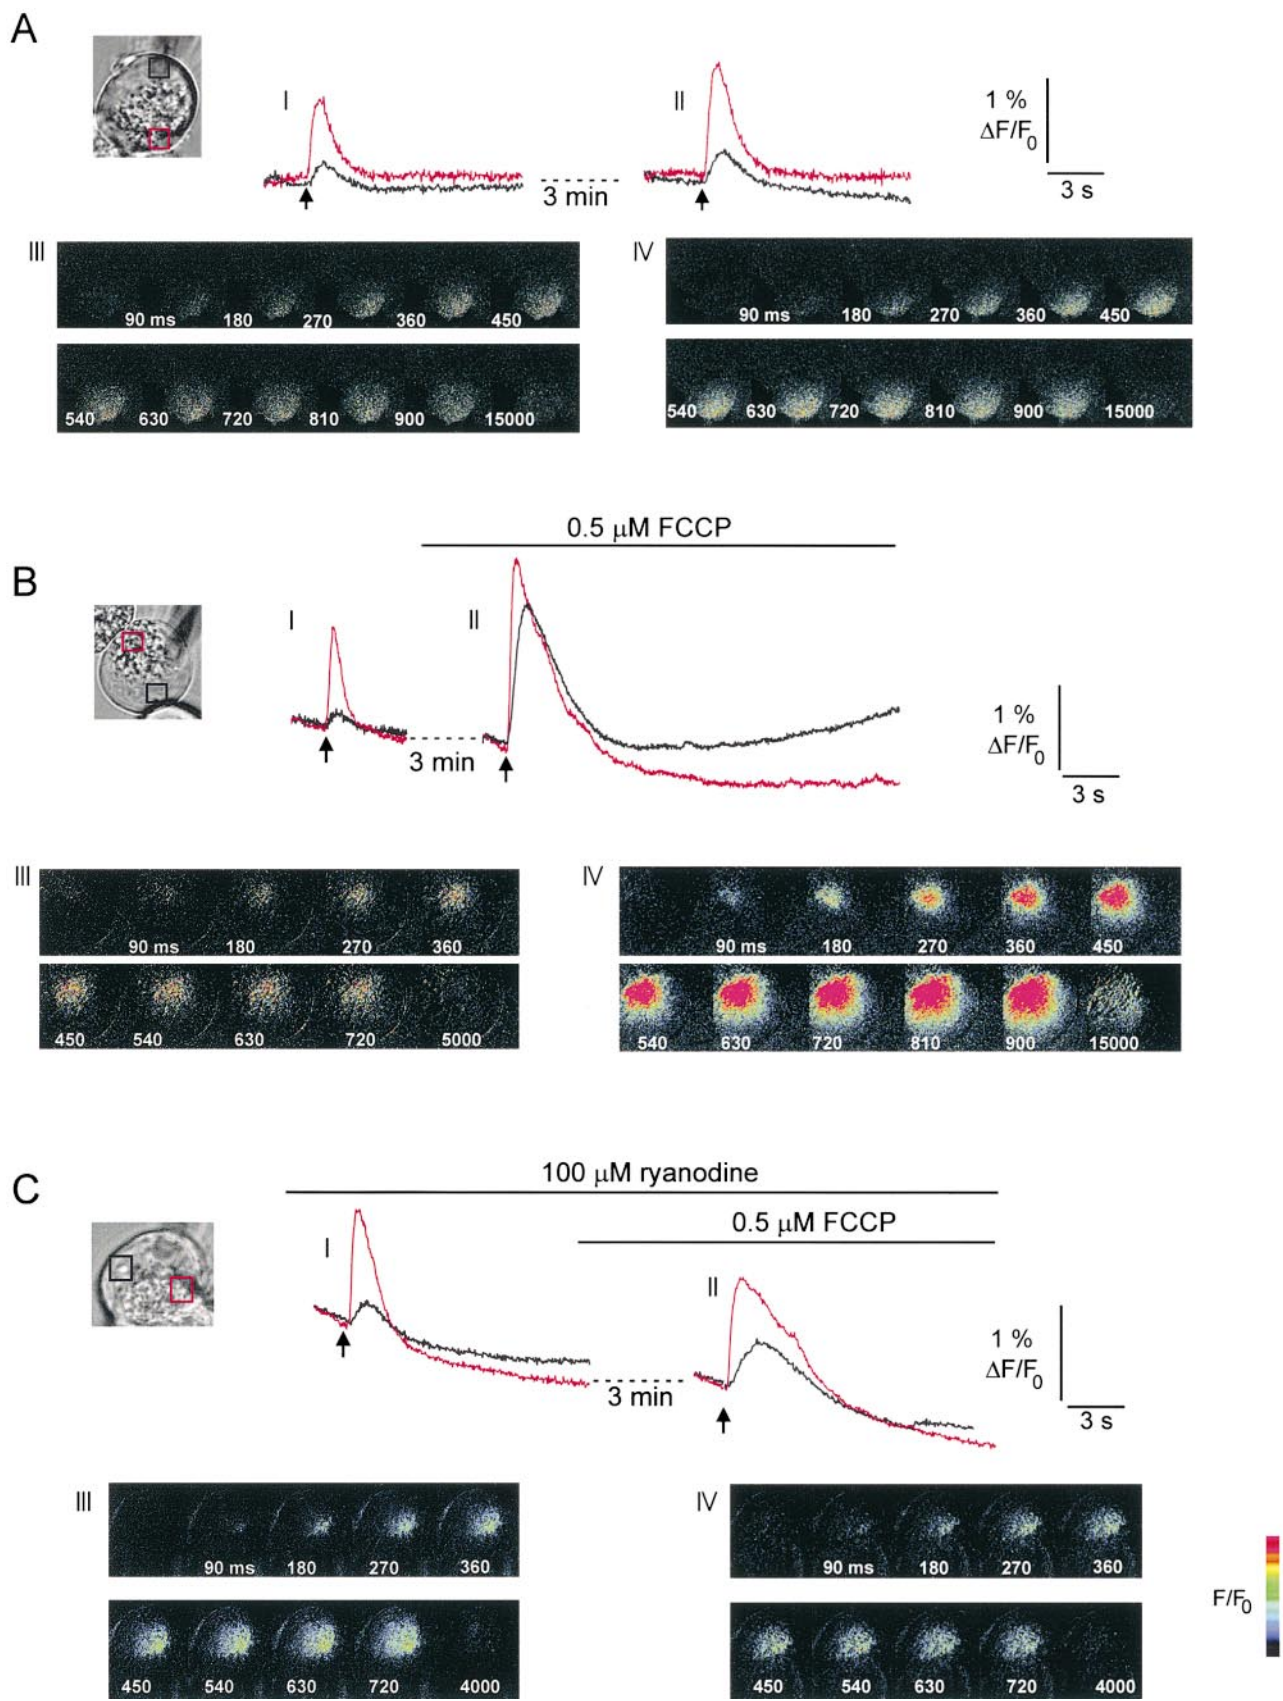 A
I
II
1 %
ΔF/F0
3 min
3 s
III
IV
90 ms 180 270 360 450
90 ms 180 270 360 450
540 630 720 810 900 15000
540 630 720 810 900 15000
0.5 μM FCCP
B
I
II
1 %
ΔF/F0
3 min
3 s
III
IV
90 ms 180 270 360
90 ms 180 270 360 450
450 540 630 720 5000
540 630 720 810 900 15000
100 μM ryanodine
C
0.5 μM FCCP
I
II
1 %
ΔF/F0
3 min
3 s
III
IV
90 ms 180 270 360
90 ms 180 270 360
F/F0
450 540 630 720 4000
450 540 630 720 4000